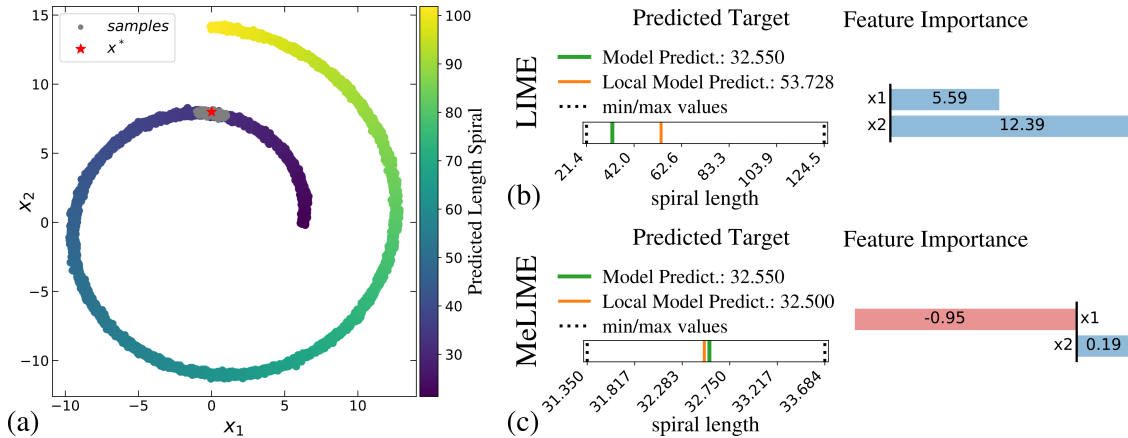 samples
x*
15
10
5
0
−5
−10
x2
−10
−5
0
5
10
x1
(a)
100
90
80
70
60
50
40
30
Predicted Length Spiral
Predicted Target
Feature Importance
LIME
Model Predict.: 32.550
Local Model Predict.: 53.728
min/max values
21.4
42.0
62.6
83.3
103.9
124.5
spiral length
(b)
x1
5.59
x2
12.39
Predicted Target
Feature Importance
MeLIME
Model Predict.: 32.550
Local Model Predict.: 32.500
min/max values
31.350
31.817
32.283
32.750
33.217
33.684
spiral length
(c)
-0.95
x1
x2
0.19